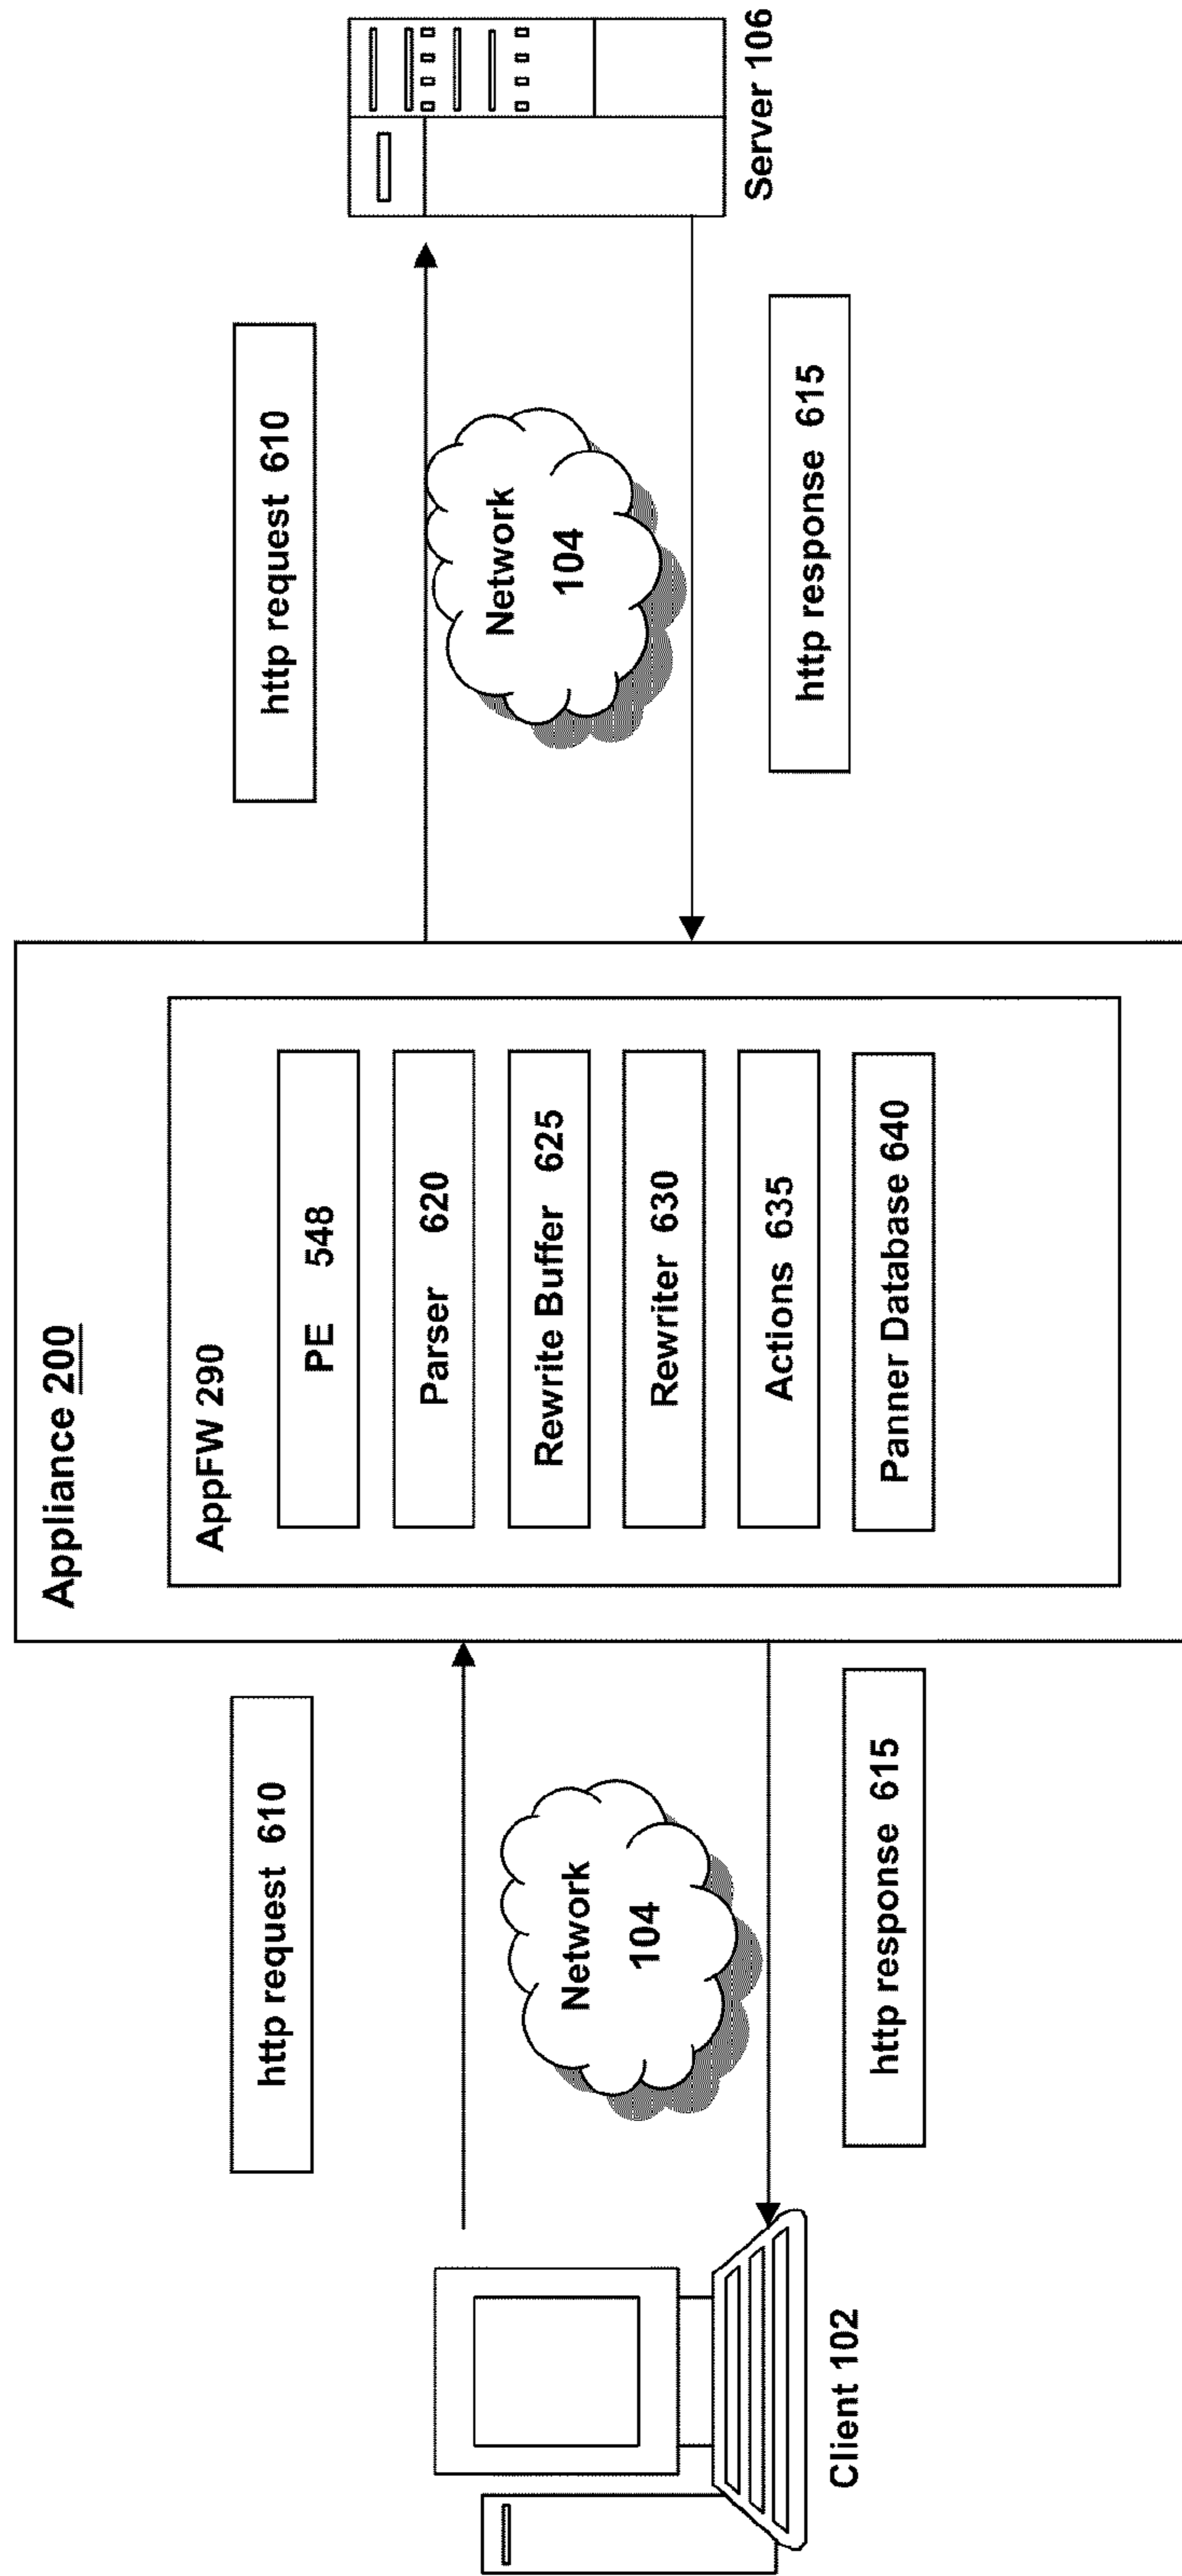 Appliance 200
AppFW 290
PE 548
Parser 620
Rewrite Buffer 625
Rewriter 630
Actions 635
Panner Database 640
http request 610
Network
104
http response 615
Client 102
http request 610
Network
104
http response 615
Server 106